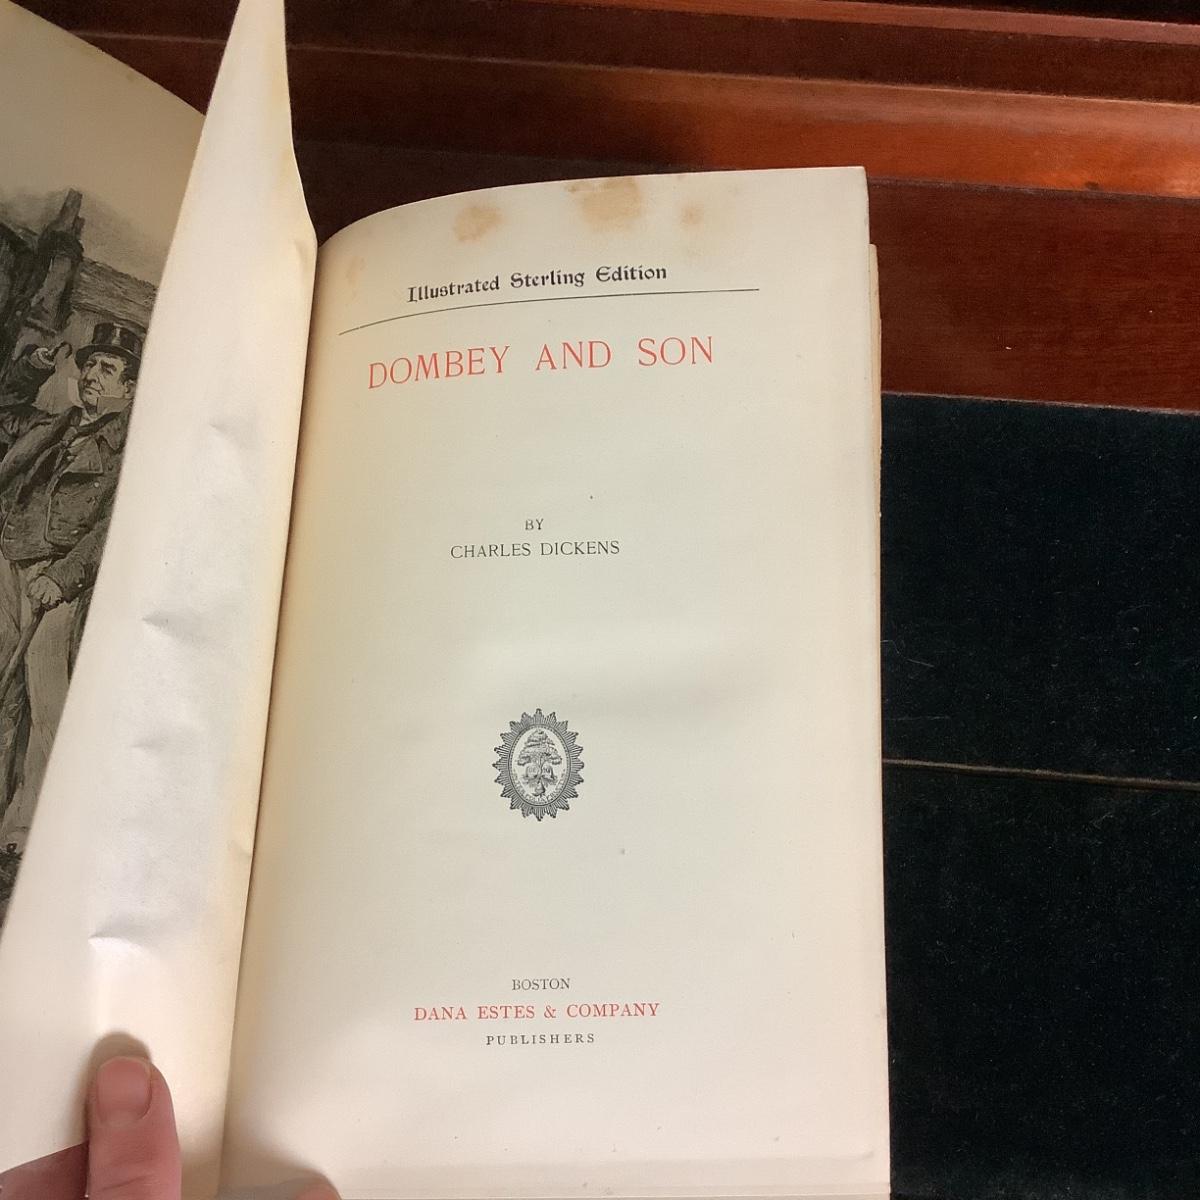 Illustrated Sterling Edition
DOMBEY AND SON
BY
CHARLES DICKENS
BOSTON
DANA ESTES & COMPANY
PUBLISHERS